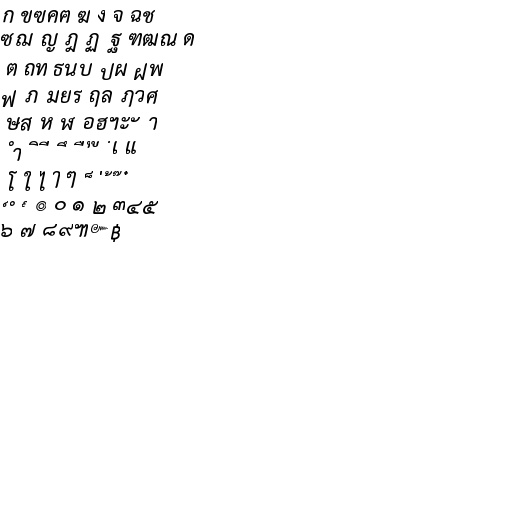 ก ขฃคฅ ฆ ง จ ฉช
ซฌ ญ ฎ ฏ ฐ ฑฒณ ด
ต ถท ธนบ ปผ ฝพ
ฟ ภ มยร ฤล ฦวศ
ษส ห ฬ อฮฯะ ั า
ำ ิ ี ึ ื ุ ู ฺ เ แ
โ ใ ไ ๅ ๆ ็ ่ ้ ๊ ๋
์ ํ ๎ ๏ ๐ ๑ ๒ ๓๔๕
๖ ๗ ๘๙๚๛฿